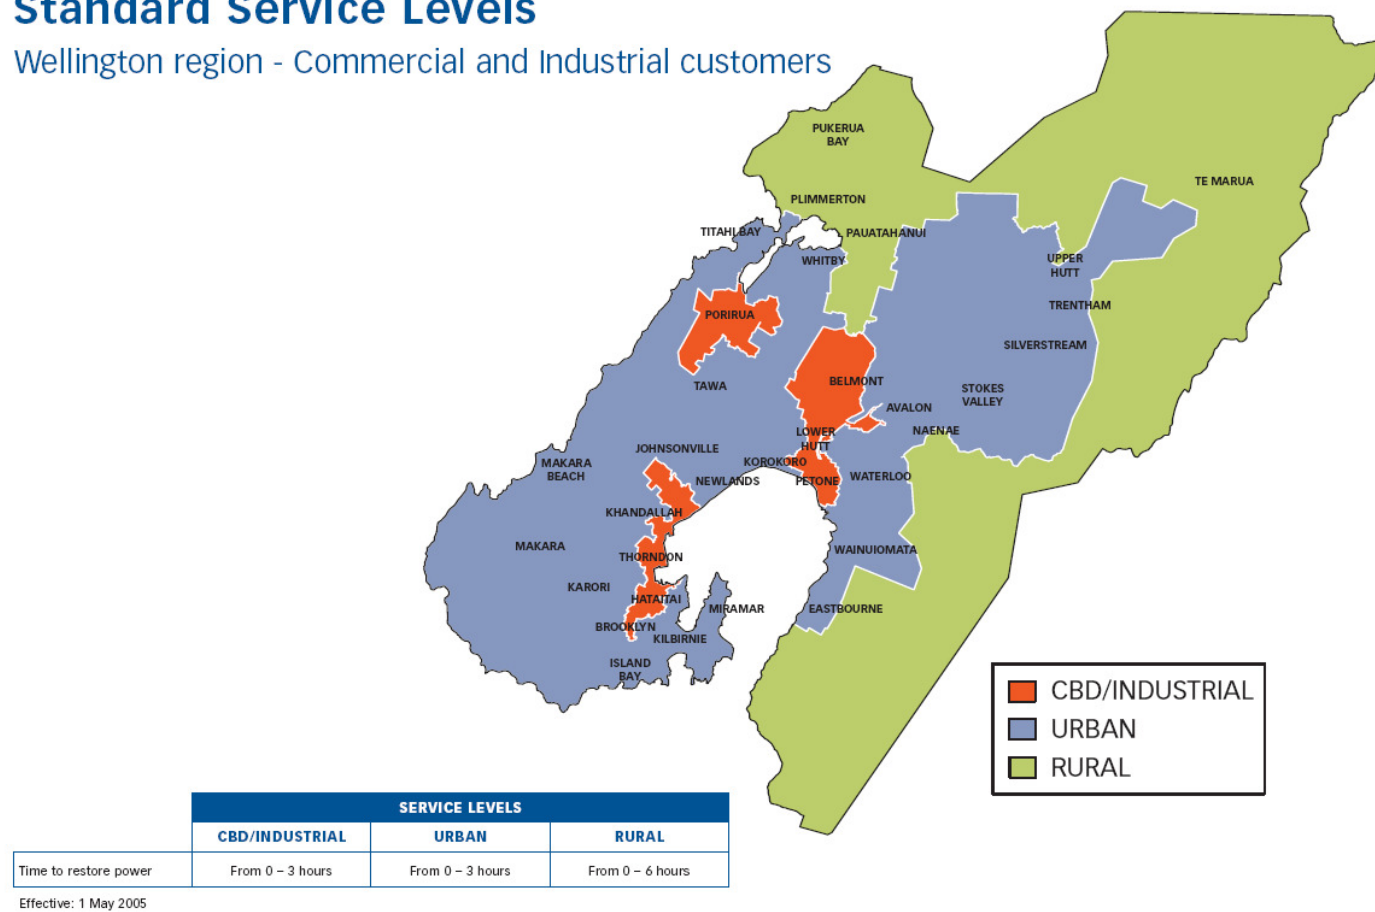 Standard Service Levels
Wellington region - Commercial and Industrial customers
PUKERUA
BAY
TE MARUA
PLIMMERTON
TITAHI BAY
PAUATAHANUI
WHITBY
UPPER
HUTT
TRENTHAM
PORIRUA
SILVERSTREAM
BELMONT
TAWA
STOKES
VALLEY
AVALON
LOWER
HUTT
NAENAE
JOHNSONVILLE
KOROKORO
MAKARA
BEACH
NEWLANDS
PETONE
WATERLOO
KHANDALLAH
MAKARA
THORNDON
WAINUIOMATA
KARORI
HATAITAI
MIRAMAR
EASTBOURNE
BROOKLYN
KILBIRNIE
ISLAND
BAY
CBD/INDUSTRIAL
URBAN
RURAL
SERVICE LEVELS
CBD/INDUSTRIAL URBAN RURAL
Time to restore power From 0 – 3 hours From 0 – 3 hours From 0 – 6 hours
Effective: 1 May 2005